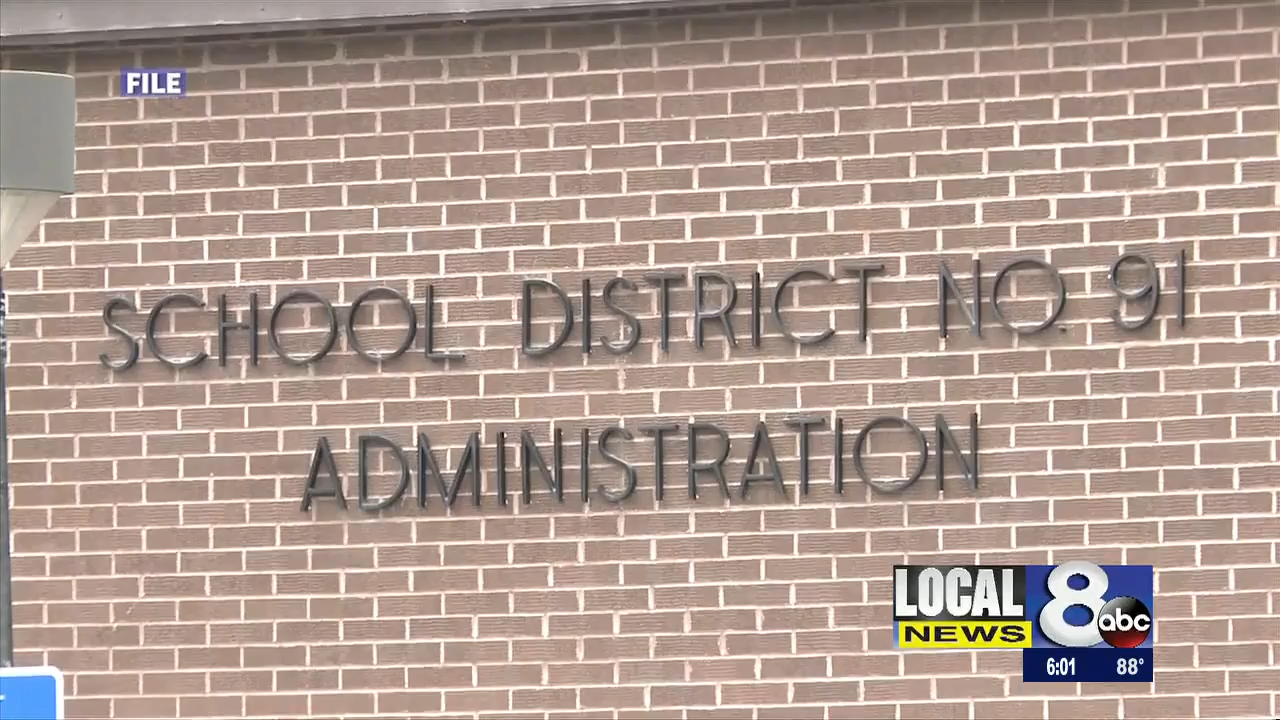 FILE
SCHOOL DISTRICT NO. 91
ADMINISTRATION
LOCAL 8 abc
NEWS
6:01 88°